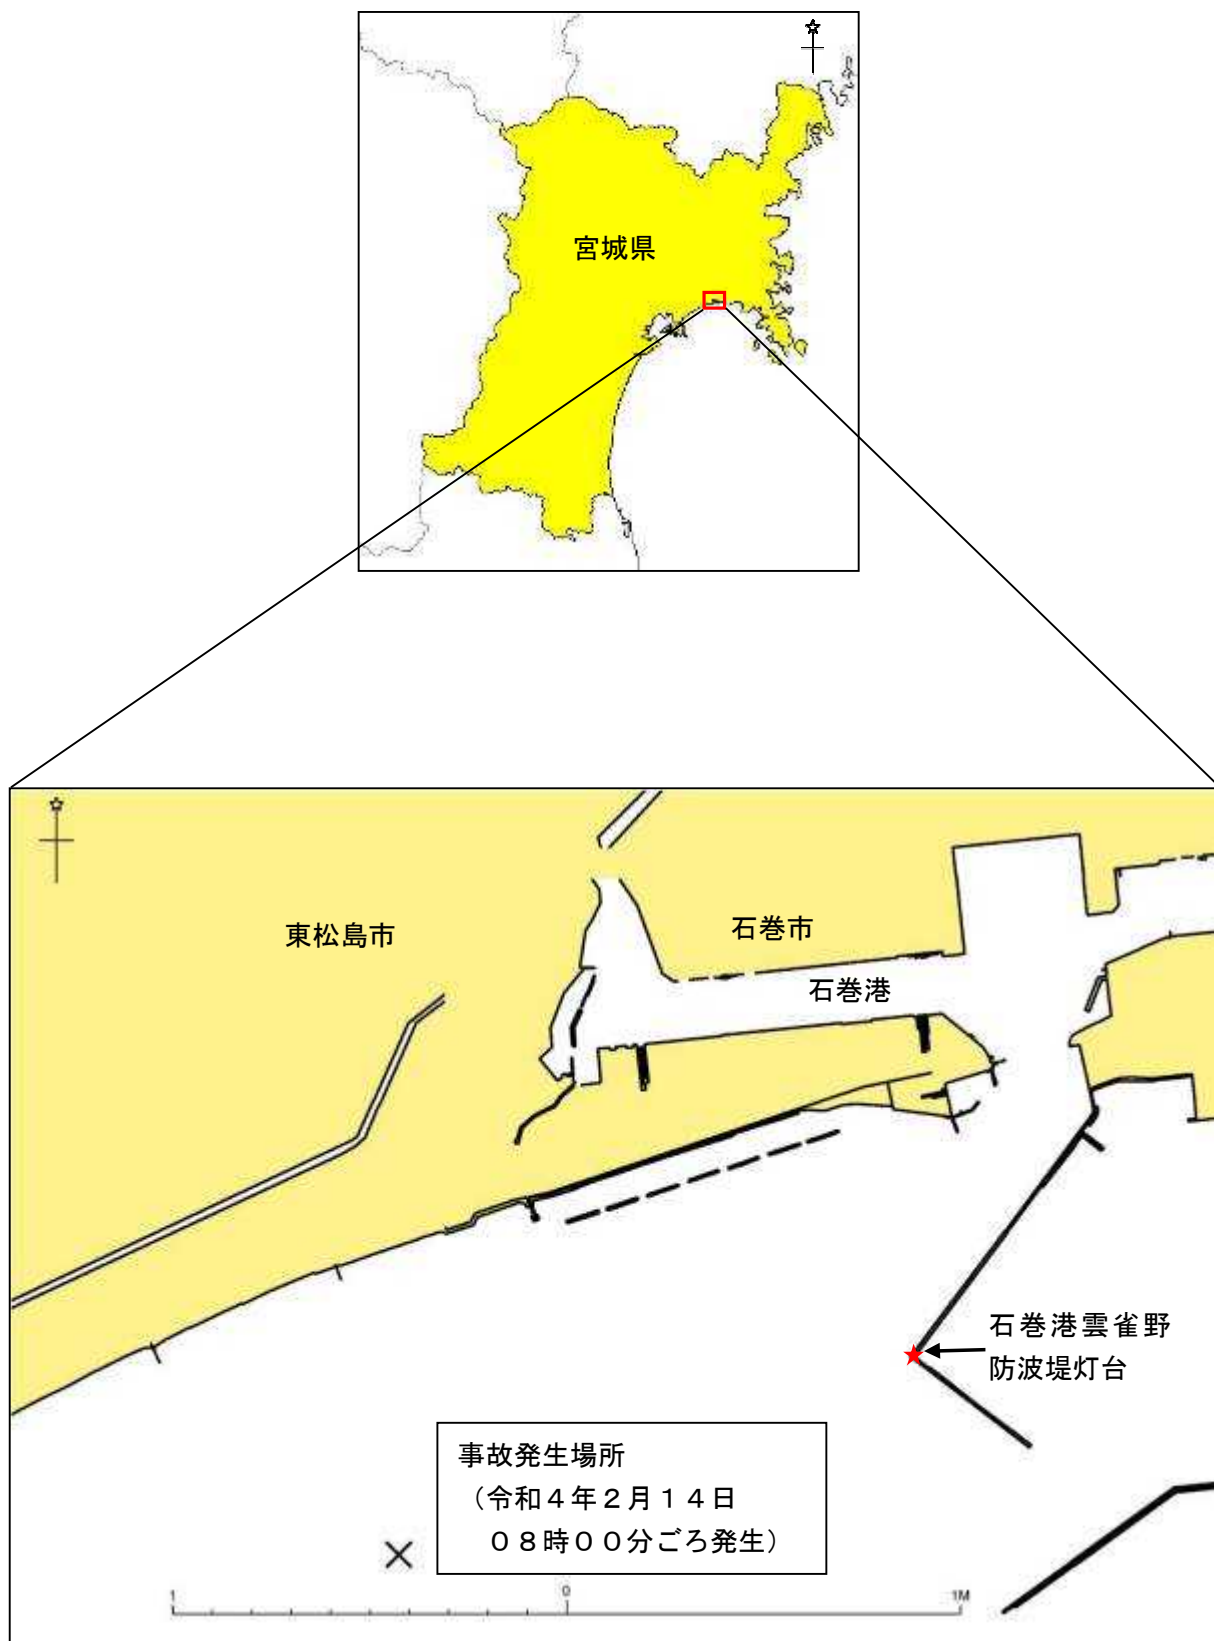 宮城県
東松島市
石巻市
石巻港
石巻港雲雀野
防波堤灯台
事故発生場所
（令和４年２月１４日
０８時００分ごろ発生）
1 0 1M